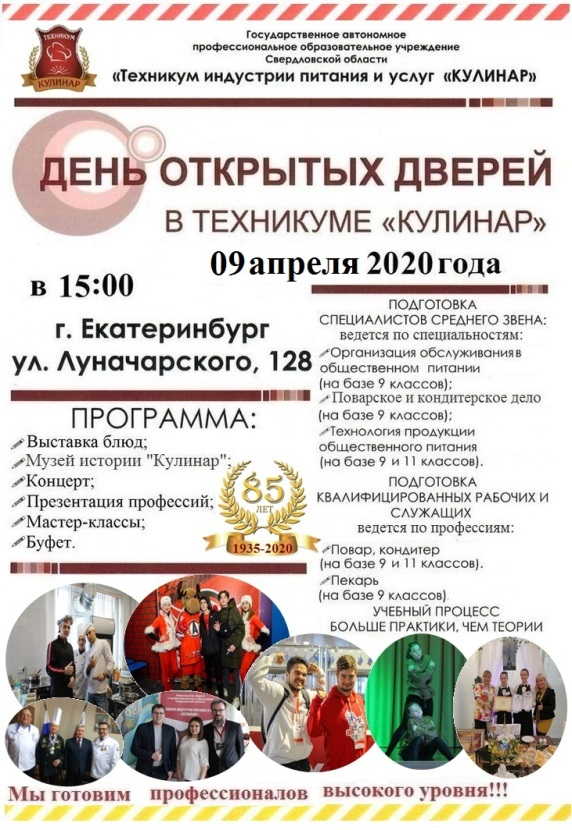 ТЕХНИКУМ
КУЛИНАР
Государственное автономное
профессиональное образовательное учреждение
Свердловской области
«Техникум индустрии питания и услуг «КУЛИНАР»
ДЕНЬ ОТКРЫТЫХ ДВЕРЕЙ
В ТЕХНИКУМЕ «КУЛИНАР»
09 апреля 2020 года
в 15:00
г. Екатеринбург
ул. Луначарского, 128
ПРОГРАММА:
Выставка блюд;
Музей истории "Кулинар";
Концерт;
Презентация профессий;
Мастер-классы;
Буфет.
85
ЛЕТ
1935-2020
ПОДГОТОВКА
СПЕЦИАЛИСТОВ СРЕДНЕГО ЗВЕНА:
ведется по специальностям:
Организация обслуживания в
общественном питании
(на базе 9 классов);
Поварское и кондитерское дело
(на базе 9 классов);
Технология продукции
общественного питания
(на базе 9 и 11 классов).
ПОДГОТОВКА
КВАЛИФИЦИРОВАННЫХ РАБОЧИХ И
СЛУЖАЩИХ
ведется по профессиям:
Повар, кондитер
(на базе 9 и 11 классов).
Пекарь
(на базе 9 классов)
УЧЕБНЫЙ ПРОЦЕСС
БОЛЬШЕ ПРАКТИКИ, ЧЕМ ТЕОРИИ
Мы готовим профессионалов высокого уровня!!!